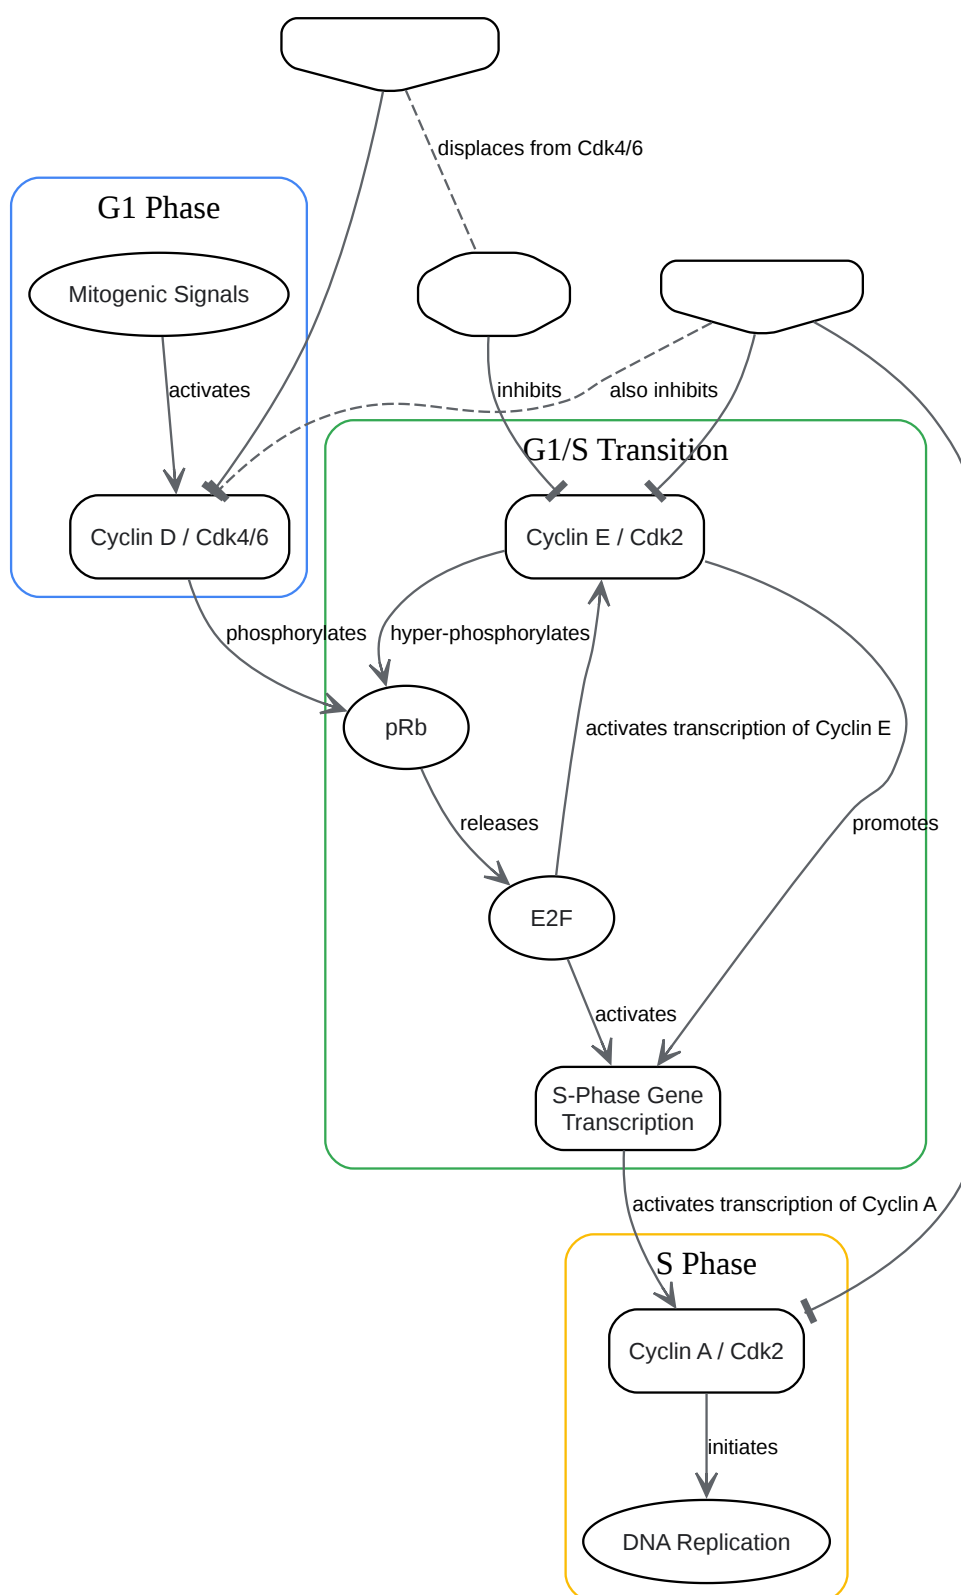 displaces from Cdk4/6
G1 Phase
Mitogenic Signals
activates
inhibits
also inhibits
G1/S Transition
Cyclin D / Cdk4/6
Cyclin E / Cdk2
phosphorylates
hyper-phosphorylates
pRb
activates transcription of Cyclin E
releases
promotes
E2F
activates
S-Phase Gene
Transcription
activates transcription of Cyclin A
S Phase
Cyclin A / Cdk2
initiates
DNA Replication